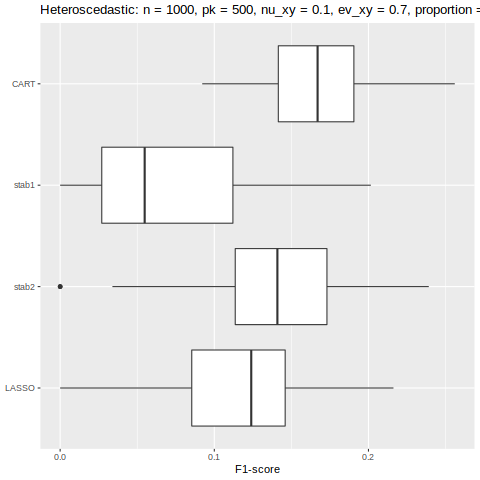 Heteroscedastic: n = 1000, pk = 500, nu_xy = 0.1, ev_xy = 0.7, proportion =
CART
stab1
stab2
LASSO
0.0 0.1 0.2
F1-score